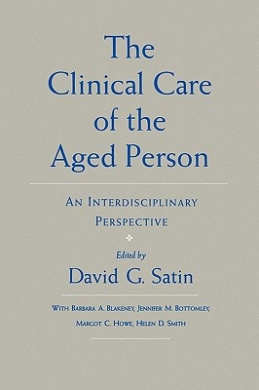 The
Clinical Care
of the
Aged Person
An Interdisciplinary
Perspective
Edited by
David G. Satin
With Barbara A. Blakeney, Jennifer M. Bottomley,
Margot C. Howe, Helen D. Smith